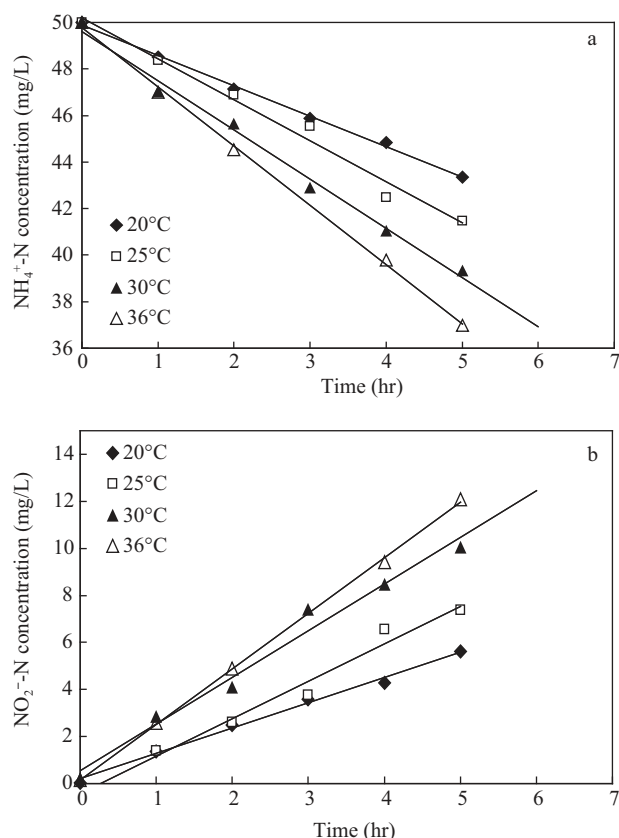 a
50
48
46
44
42
40
38
36
NH₄⁺-N concentration (mg/L)
20°C
25°C
30°C
36°C
0 1 2 3 4 5 6 7
Time (hr)
b
14
12
10
8
6
4
2
0
NO₂⁻-N concentration (mg/L)
20°C
25°C
30°C
36°C
0 1 2 3 4 5 6 7
Time (hr)